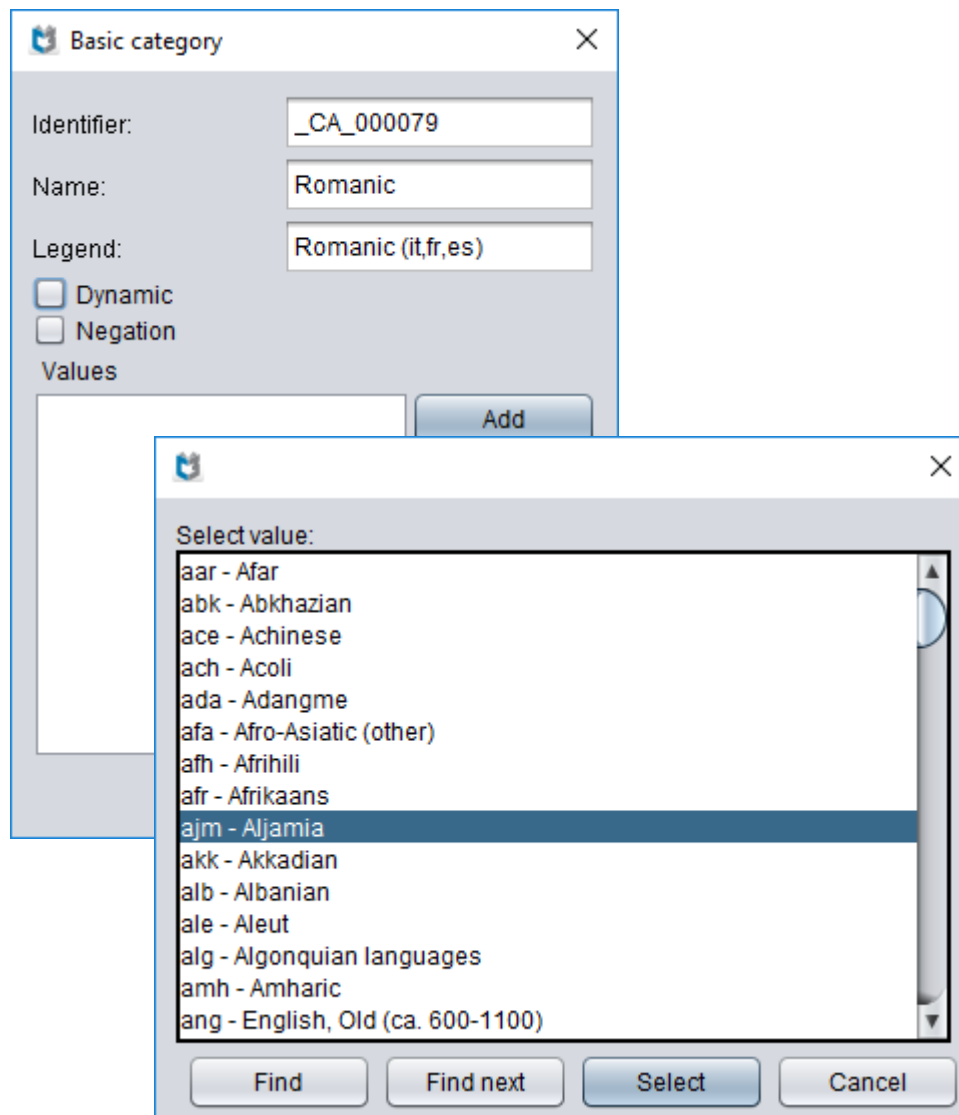 Basic category
Identifier: _CA_000079
Name: Romanic
Legend: Romanic (it,fr,es)
Dynamic
Negation
Values
Add
Select value:
aar - Afar
abk - Abkhazian
ace - Achinese
ach - Acoli
ada - Adangme
afa - Afro-Asiatic (other)
afh - Afrihili
afr - Afrikaans
ajm - Aljamia
akk - Akkadian
alb - Albanian
ale - Aleut
alg - Algonquian languages
amh - Amharic
ang - English, Old (ca. 600-1100)
Find Find next Select Cancel